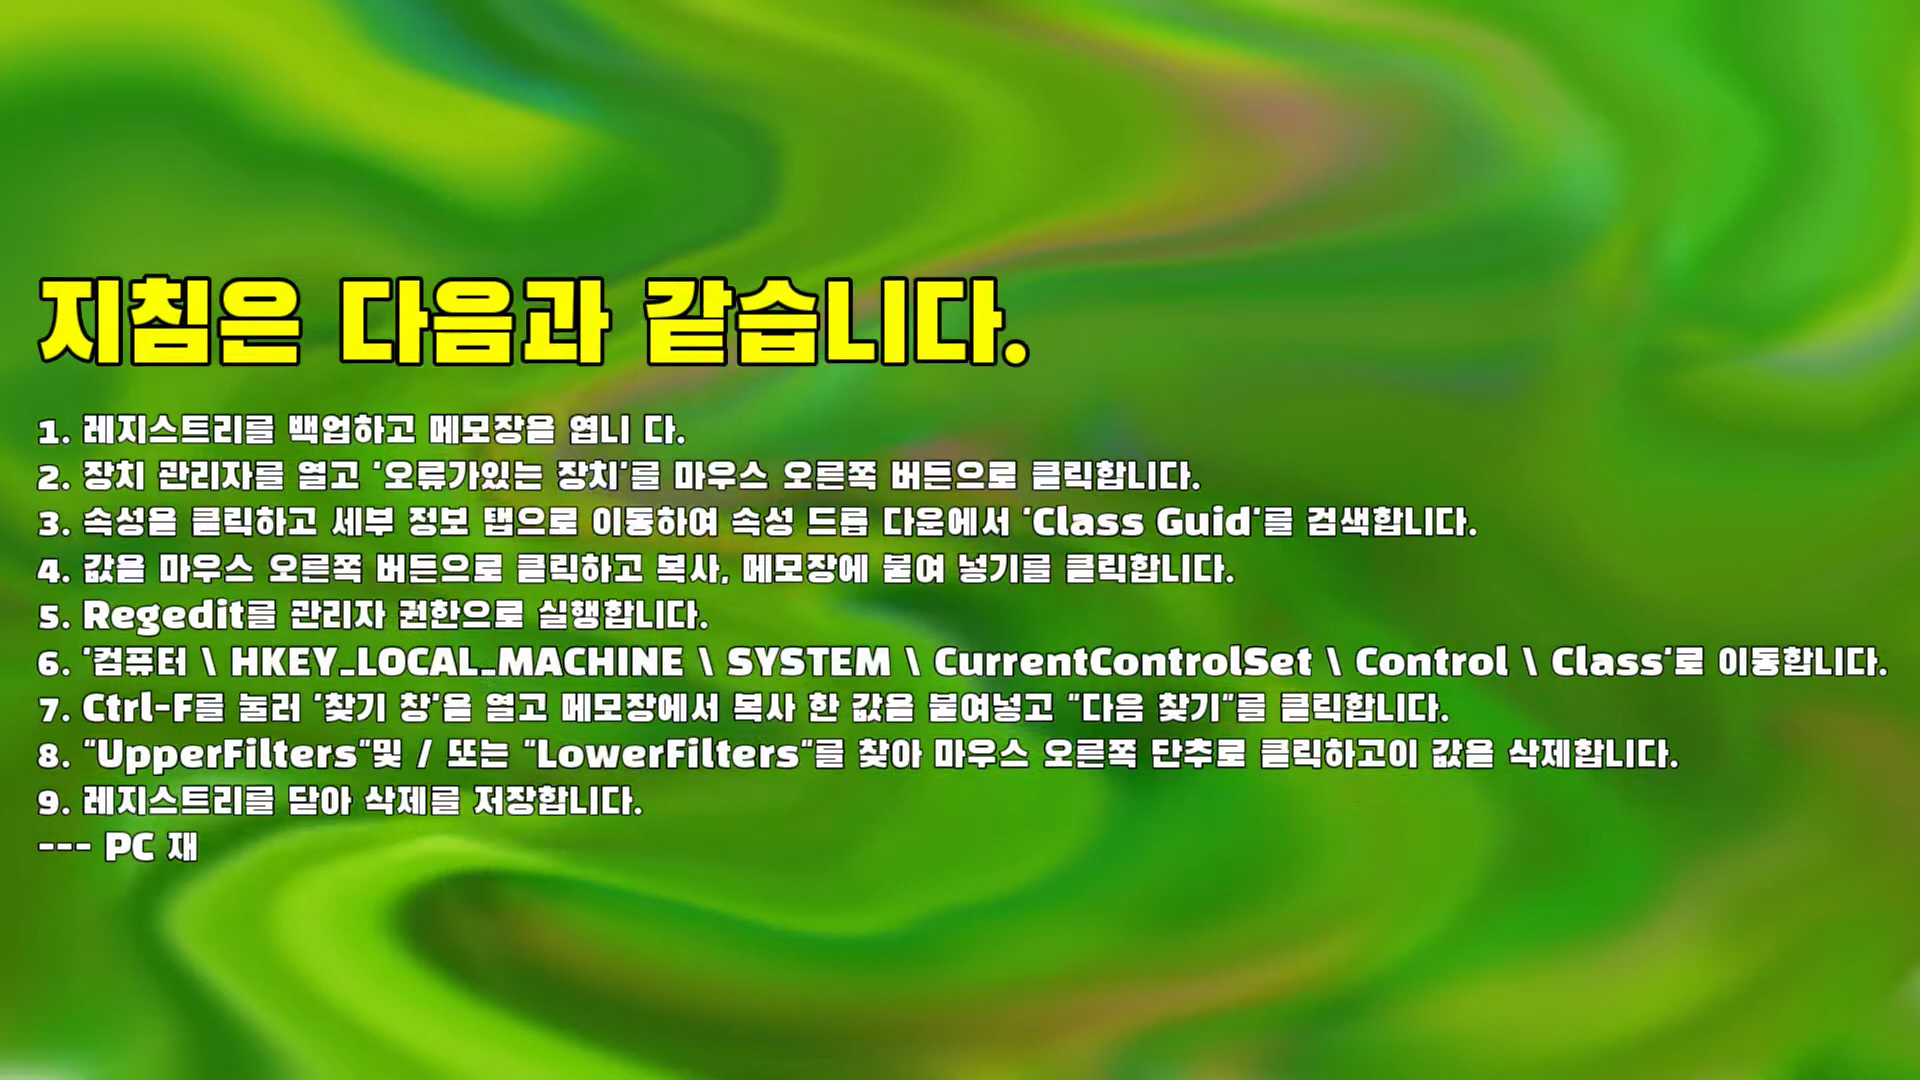 지침은 다음과 같습니다.
1. 레지스트리를 백업하고 메모장을 엽니 다.
2. 장치 관리자를 열고 '오류가있는 장치'를 마우스 오른쪽 버튼으로 클릭합니다.
3. 속성을 클릭하고 세부 정보 탭으로 이동하여 속성 드롭 다운에서 'Class Guid'를 검색합니다.
4. 값을 마우스 오른쪽 버튼으로 클릭하고 복사, 메모장에 붙여 넣기를 클릭합니다.
5. Regedit를 관리자 권한으로 실행합니다.
6. '컴퓨터 \ HKEY_LOCAL_MACHINE \ SYSTEM \ CurrentControlSet \ Control \ Class'로 이동합니다.
7. Ctrl-F를 눌러 '찾기 창'을 열고 메모장에서 복사 한 값을 붙여넣고 "다음 찾기"를 클릭합니다.
8. "UpperFilters"및 / 또는 "LowerFilters"를 찾아 마우스 오른쪽 단추로 클릭하고이 값을 삭제합니다.
9. 레지스트리를 닫아 삭제를 저장합니다.
--- PC 재